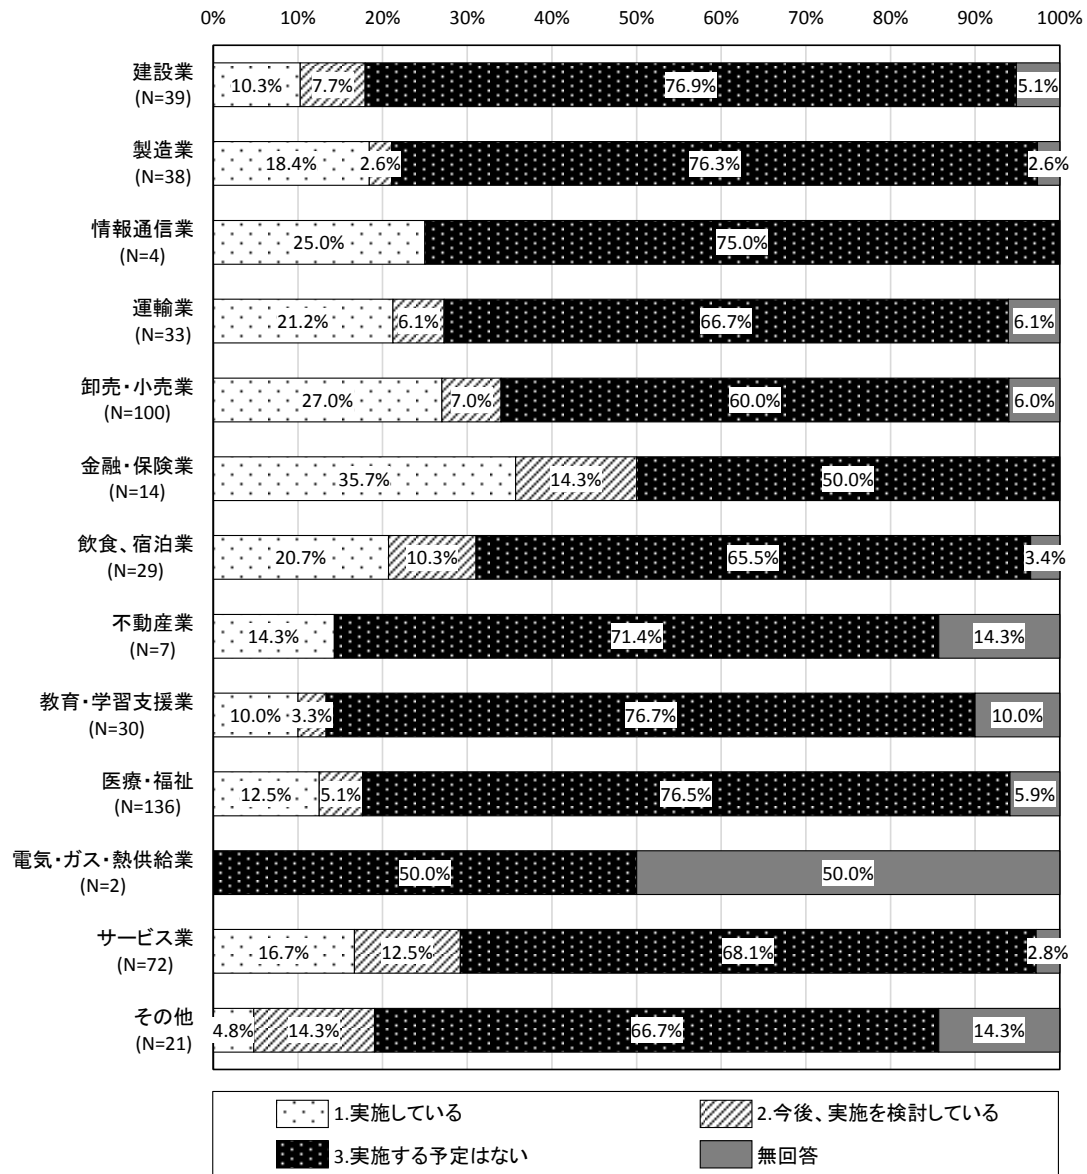 0% 10% 20% 30% 40% 50% 60% 70% 80% 90% 100%
建設業
(N=39)
10.3% 7.7% 76.9% 5.1%
製造業
(N=38)
18.4% 2.6% 76.3% 2.6%
情報通信業
(N=4)
25.0% 75.0%
運輸業
(N=33)
21.2% 6.1% 66.7% 6.1%
卸売・小売業
(N=100)
27.0% 7.0% 60.0% 6.0%
金融・保険業
(N=14)
35.7% 14.3% 50.0%
飲食、宿泊業
(N=29)
20.7% 10.3% 65.5% 3.4%
不動産業
(N=7)
14.3% 71.4% 14.3%
教育・学習支援業
(N=30)
10.0% 3.3% 76.7% 10.0%
医療・福祉
(N=136)
12.5% 5.1% 76.5% 5.9%
電気・ガス・熱供給業
(N=2)
50.0% 50.0%
サービス業
(N=72)
16.7% 12.5% 68.1% 2.8%
その他
(N=21)
4.8% 14.3% 66.7% 14.3%
1.実施している 2.今後、実施を検討している
3.実施する予定はない 無回答